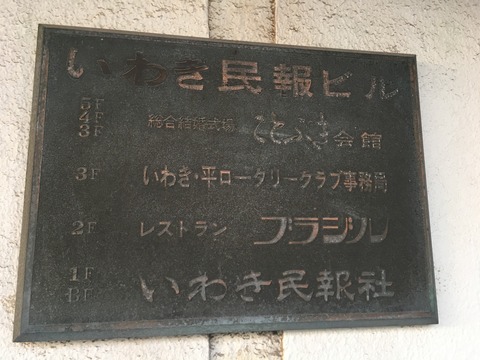 いわき民報ビル
5F
4F
3F 総合結婚式場 会館
3F いわき・平ロータリークラブ事務局
2F レストラン ブラジル
1F
BF いわき民報社